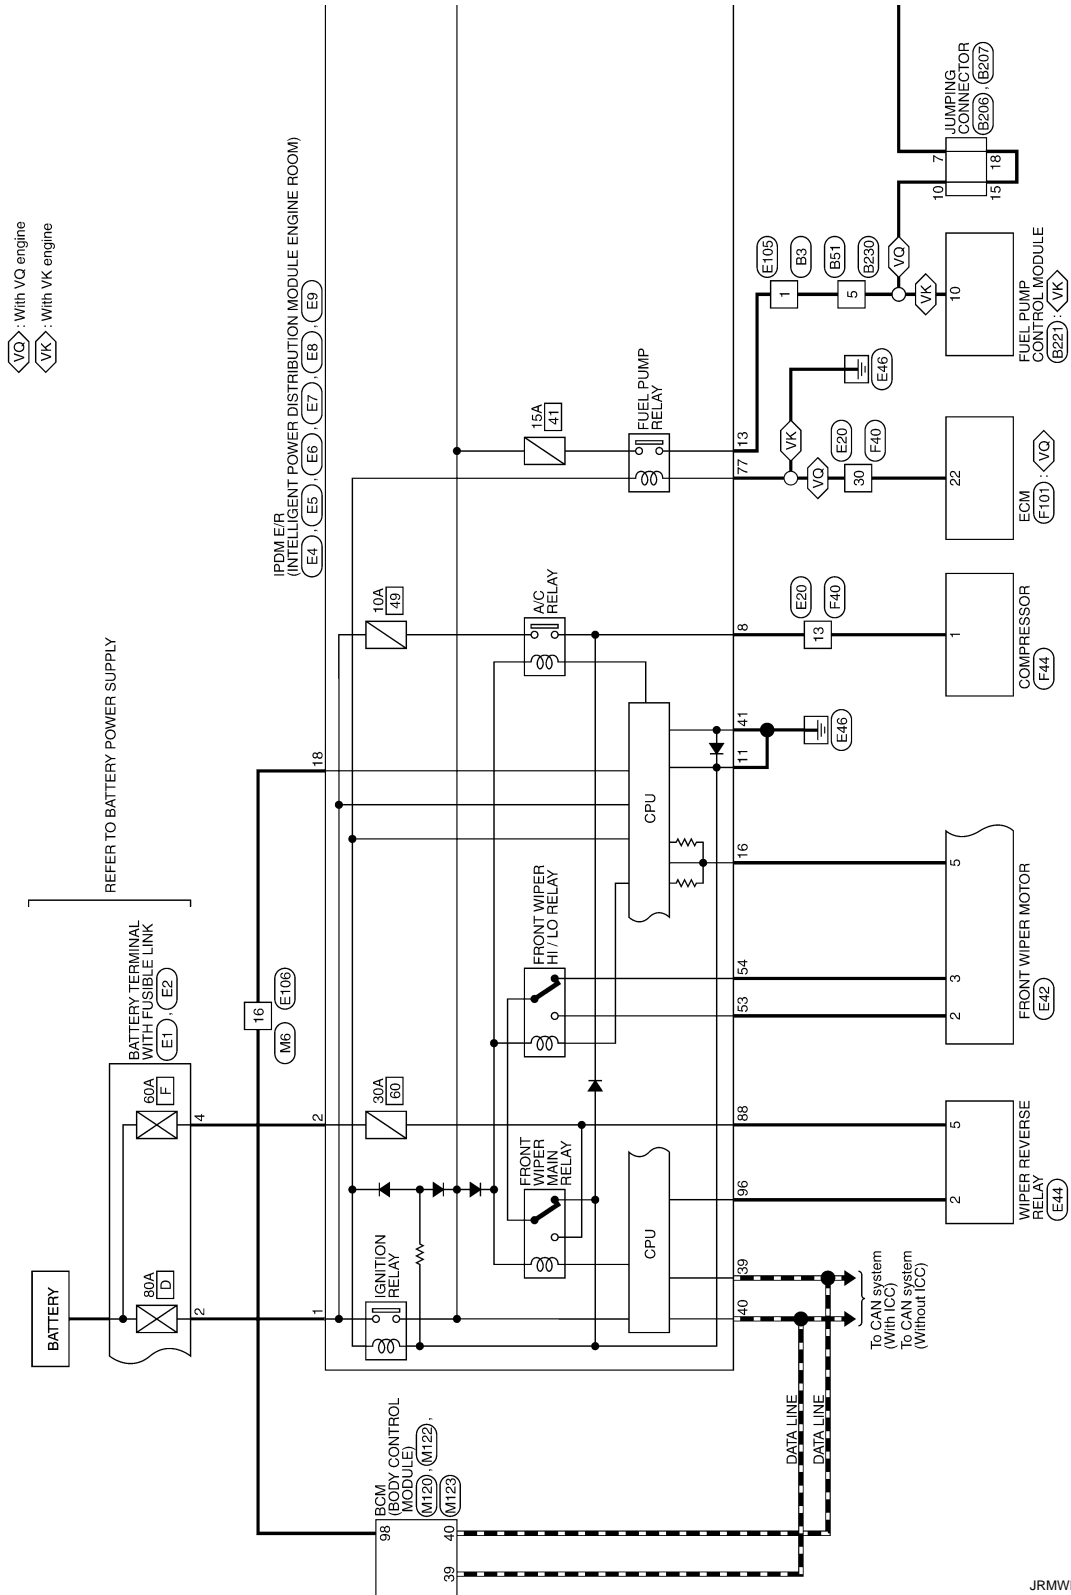 VQ : With VQ engine
VK : With VK engine
REFER TO BATTERY POWER SUPPLY
BATTERY
BATTERY TERMINAL
WITH FUSIBLE LINK
E1 , E2
80A
D
60A
F
2
4
16
M6
E106
IPDM E/R
(INTELLIGENT POWER DISTRIBUTION MODULE ENGINE ROOM)
E4 , E5 , E6 , E7 , E8 , E9
1
2
18
IGNITION
RELAY
30A
60
10A
49
15A
41
FRONT
WIPER
MAIN
RELAY
FRONT WIPER
HI / LO RELAY
A/C
RELAY
FUEL PUMP
RELAY
CPU
CPU
40
39
96
88
53
54
16
11
41
8
77
13
BCM
(BODY CONTROL
MODULE)
M120 , M122 ,
M123
98
39
40
DATA LINE
DATA LINE
To CAN system
(With ICC)
To CAN system
(Without ICC)
2
5
WIPER REVERSE
RELAY
E44
2
3
5
FRONT WIPER MOTOR
E42
E46
E20
F40
13
1
COMPRESSOR
F44
VK
E46
VQ
E20
F40
30
22
ECM
F101 : VQ
E105
B3
1
B51
B230
5
VQ
VK
10
FUEL PUMP
CONTROL MODULE
B221 : VK
JUMPING
CONNECTOR
B206 , B207
10
7
15
18
JRMW